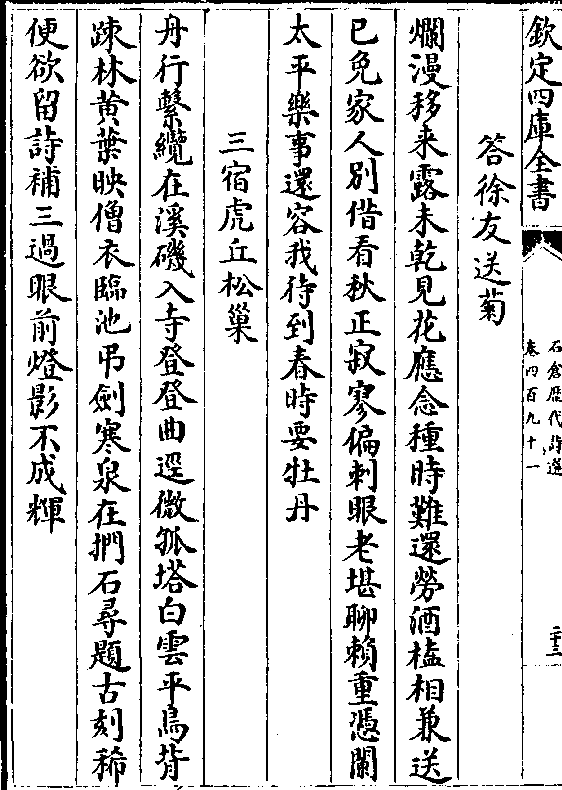 欽定四庫全書
石倉歷代詩選
卷四百九十一
二十三
答徐友送菊
爛漫移来露未乾見花應念種時難還勞酒榼相兼送
已免家人别借看秋正寂寥偏刺眼老堪聊賴重憑闌
太平樂事還容我待到春時要牡丹
三宿虎丘松巢
丹行繫纜在溪磯入寺登登曲逕微孤塔白雲平鳥背
疎林黄葉映僧衣臨池弔劍寒泉在捫石尋題古刻稀
便欲留詩補三過眼前燈影不成輝